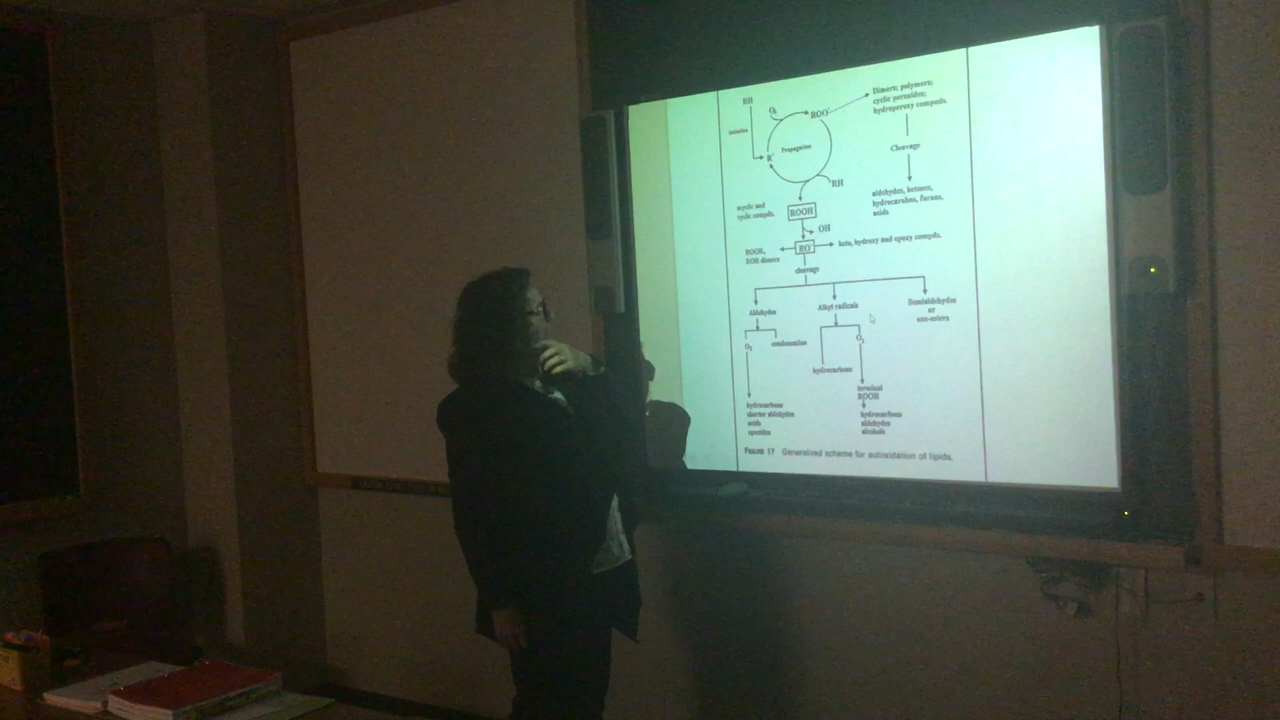 RH
O₂
ROO·
Dimers; polymers;
cyclic peroxides;
hydroperoxy compds.
Initiation
Propagation
R·
Cleavage
RH
aldehydes, ketones,
hydrocarbons, furans,
acids
acyclic and
cyclic compds.
ROOH
OH
ROOR,
ROH dimers
RO·
keto, hydroxy and epoxy compds.
cleavage
Aldehydes
Alkyl radicals
Semialdehydes
or
oxo-esters
O₂
condensation
O₂
hydrocarbons
terminal
ROOH
hydrocarbons
shorter aldehydes
acids
epoxides
hydrocarbons
aldehydes
alcohols
FIGURE 17 Generalized scheme for autoxidation of lipids.